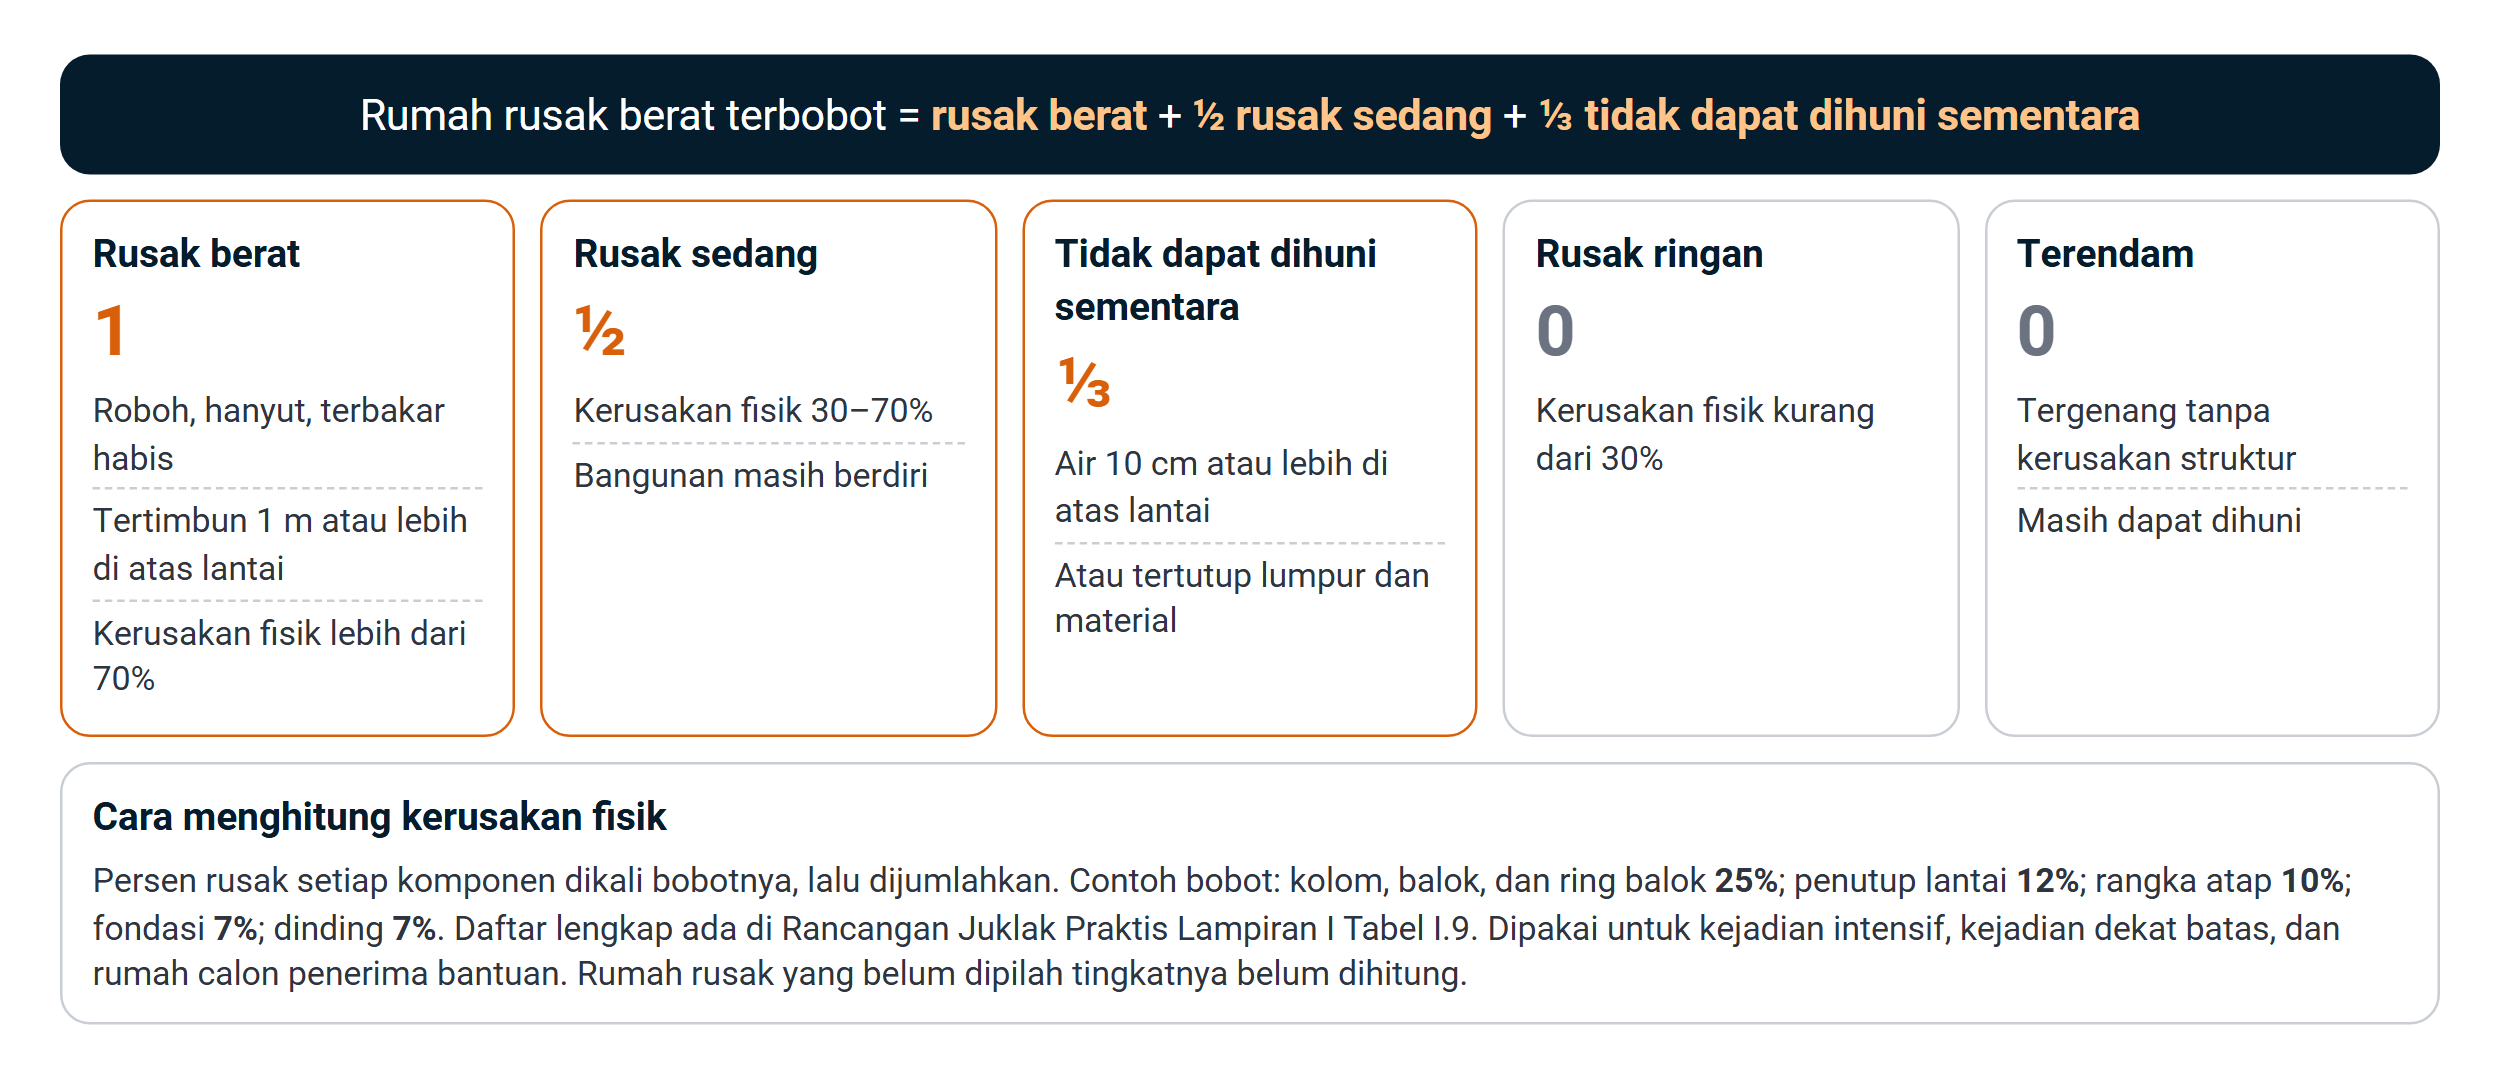 Rumah rusak berat terbobot = rusak berat + ½ rusak sedang + ⅓ tidak dapat dihuni sementara
Rusak berat
1
Roboh, hanyut, terbakar
habis
Tertimbun 1 m atau lebih
di atas lantai
Kerusakan fisik lebih dari
70%
Rusak sedang
½
Kerusakan fisik 30–70%
Bangunan masih berdiri
Tidak dapat dihuni
sementara
⅓
Air 10 cm atau lebih di
atas lantai
Atau tertutup lumpur dan
material
Rusak ringan
0
Kerusakan fisik kurang
dari 30%
Terendam
0
Tergenang tanpa
kerusakan struktur
Masih dapat dihuni
Cara menghitung kerusakan fisik
Persen rusak setiap komponen dikali bobotnya, lalu dijumlahkan. Contoh bobot: kolom, balok, dan ring balok 25%; penutup lantai 12%; rangka atap 10%;
fondasi 7%; dinding 7%. Daftar lengkap ada di Rancangan Juklak Praktis Lampiran I Tabel I.9. Dipakai untuk kejadian intensif, kejadian dekat batas, dan
rumah calon penerima bantuan. Rumah rusak yang belum dipilah tingkatnya belum dihitung.